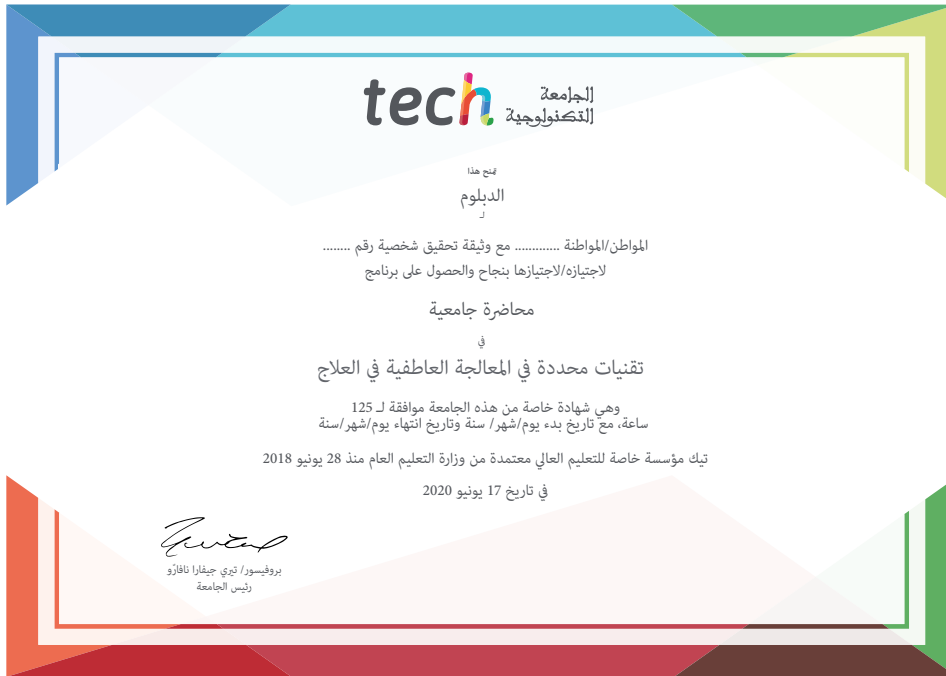 tech
الجامعة
التكنولوجية
يمنح هذا
الدبلوم
لـ
المواطن/المواطنة ............ مع وثيقة تحقيق شخصية رقم ........
لاجتيازه/لاجتيازها بنجاح والحصول على برنامج
محاضرة جامعية
في
تقنيات محددة في المعالجة العاطفية في العلاج
وهي شهادة خاصة من هذه الجامعة موافقة لـ 125
ساعة، مع تاريخ بدء يوم/شهر/ سنة وتاريخ انتهاء يوم/شهر/سنة
تيك مؤسسة خاصة للتعليم العالي معتمدة من وزارة التعليم العام منذ 28 يونيو 2018
في تاريخ 17 يونيو 2020
بروفيسور/ تيري جيفارا نافارو
رئيس الجامعة